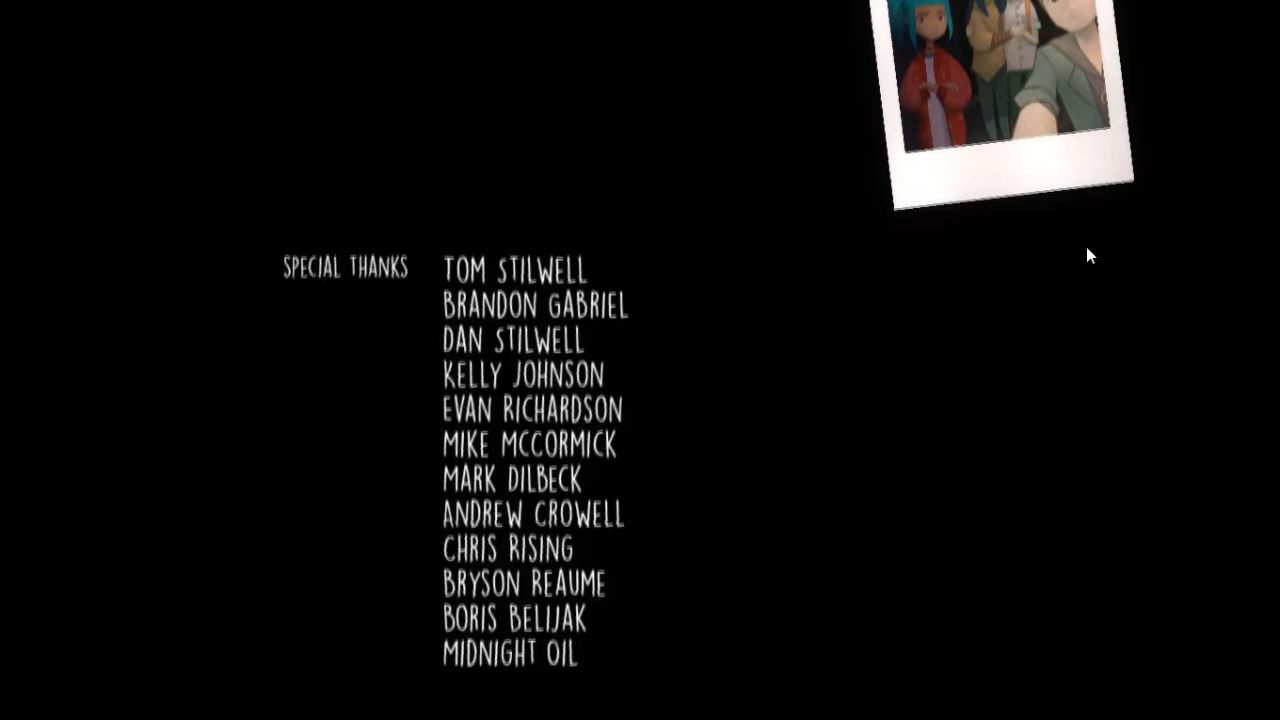 SPECIAL THANKS TOM STILWELL
BRANDON GABRIEL
DAN STILWELL
KELLY JOHNSON
EVAN RICHARDSON
MIKE MCCORMICK
MARK DILBECK
ANDREW CROWELL
CHRIS RISING
BRYSON REAUME
BORIS BELIJAK
MIDNIGHT OIL